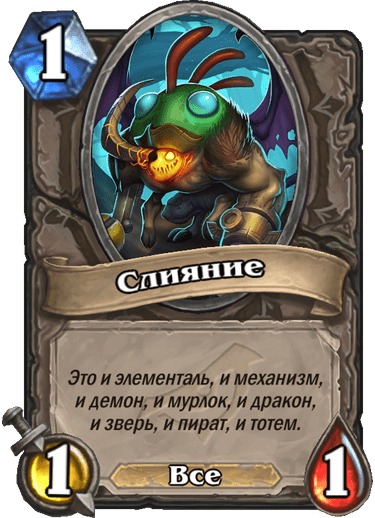 1
Слияние
Это и элементаль, и механизм,
и демон, и мурлок, и дракон,
и зверь, и пират, и тотем.
1
Все
1